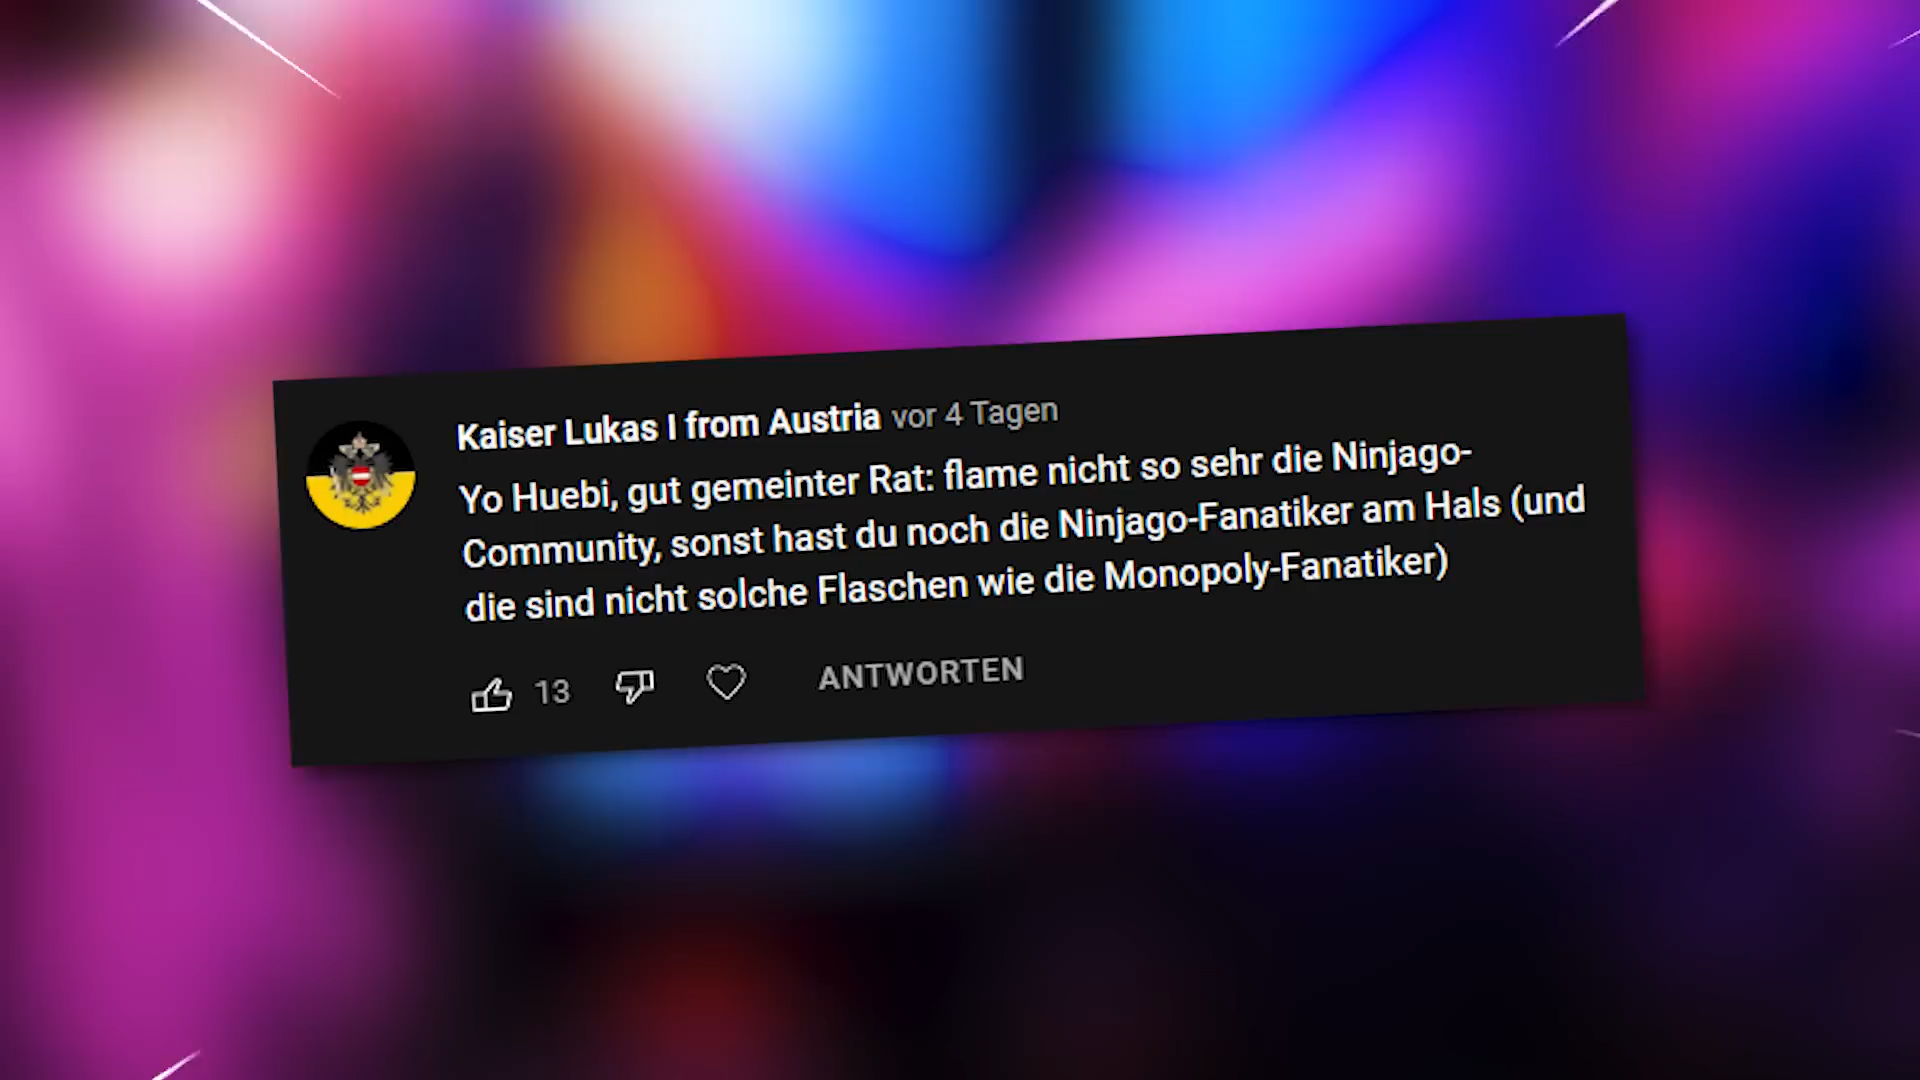 Kaiser Lukas I from Austria vor 4 Tagen
Yo Huebi, gut gemeinter Rat: flame nicht so sehr die Ninjago-
Community, sonst hast du noch die Ninjago-Fanatiker am Hals (und
die sind nicht solche Flaschen wie die Monopoly-Fanatiker)
13 ANTWORTEN